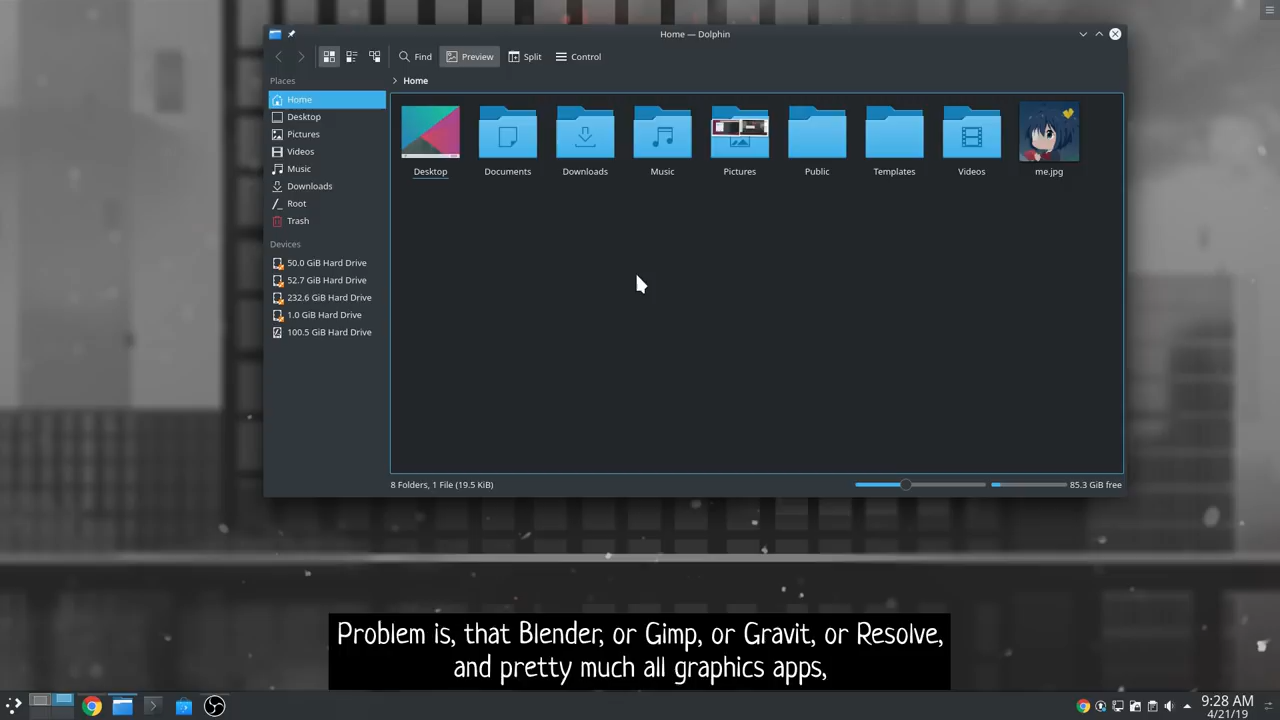 Home — Dolphin
Find
Preview
Split
Control
Places
Home
Home
Desktop
Pictures
Videos
Music
Downloads
Root
Trash
Devices
50.0 GiB Hard Drive
52.7 GiB Hard Drive
232.6 GiB Hard Drive
1.0 GiB Hard Drive
100.5 GiB Hard Drive
Desktop
Documents
Downloads
Music
Pictures
Public
Templates
Videos
me.jpg
8 Folders, 1 File (19.5 KiB)
85.3 GiB free
Problem is, that Blender, or Gimp, or Gravit, or Resolve,
and pretty much all graphics apps,
9:28 AM
4/21/19